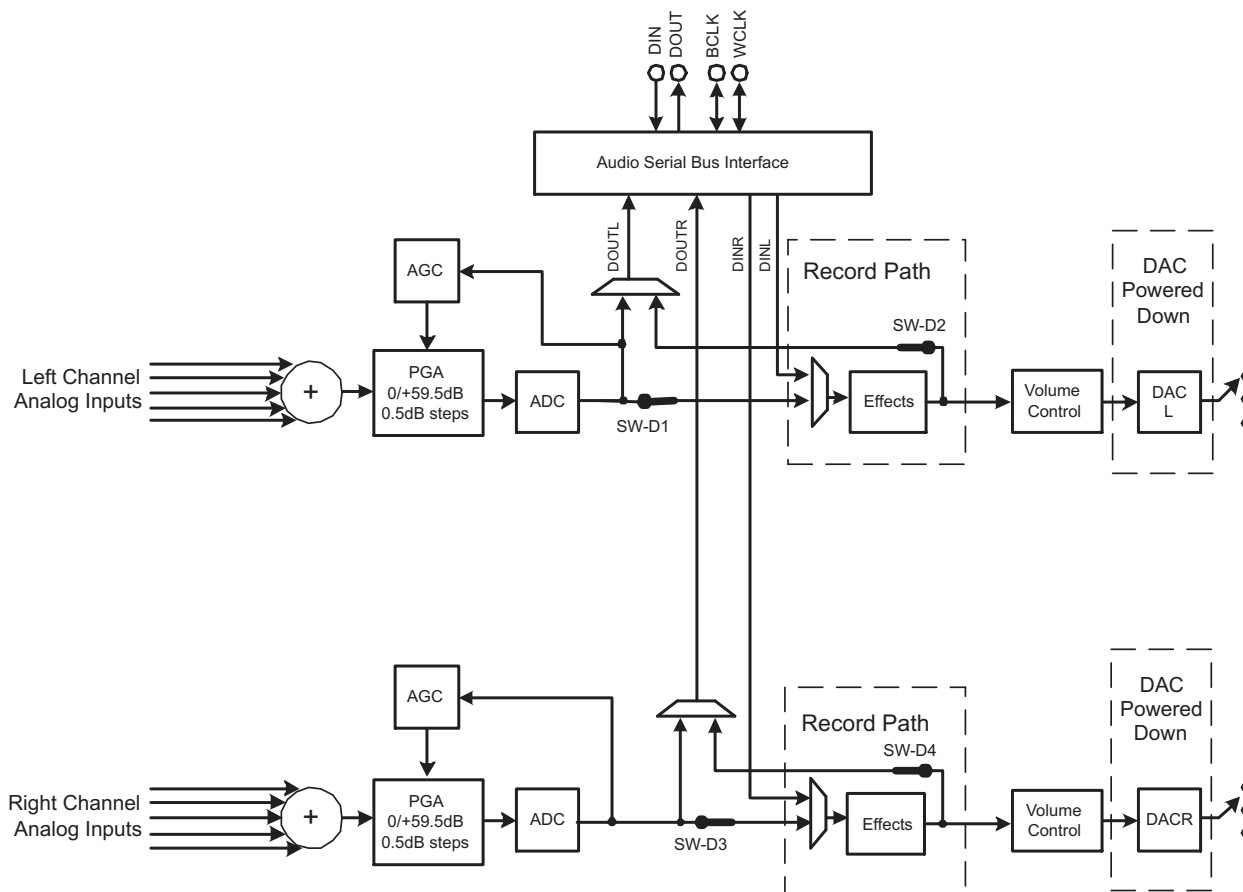 DIN
DOUT
BCLK
WCLK
Audio Serial Bus Interface
DOUTL
DOUTR
DINR
DINL
Record Path
DAC
Powered
Down
AGC
SW-D2
Left Channel
Analog Inputs
+
PGA
0/+59.5dB
0.5dB steps
ADC
SW-D1
Effects
Volume
Control
DAC
L
AGC
Record Path
DAC
Powered
Down
SW-D4
Right Channel
Analog Inputs
+
PGA
0/+59.5dB
0.5dB steps
ADC
SW-D3
Effects
Volume
Control
DACR